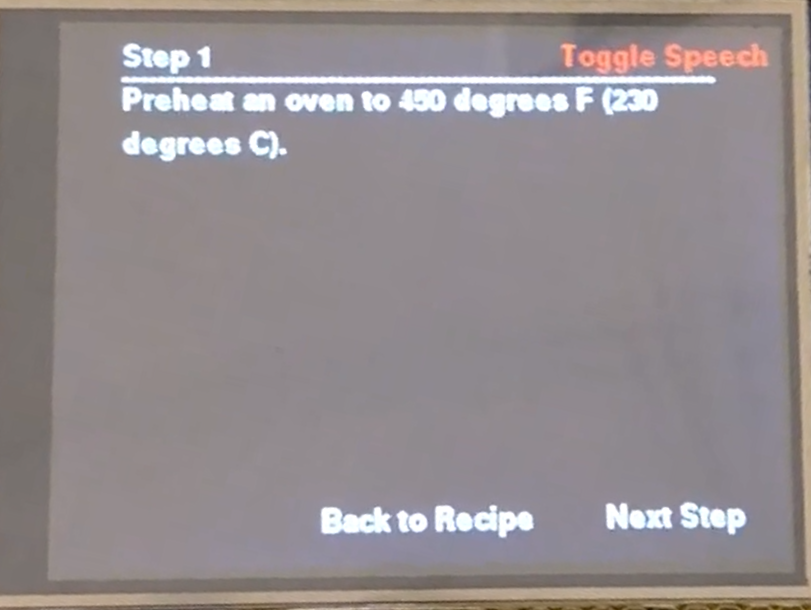 Step 1
Toggle Speech
Preheat an oven to 450 degrees F (230
degrees C).
Back to Recipe
Next Step